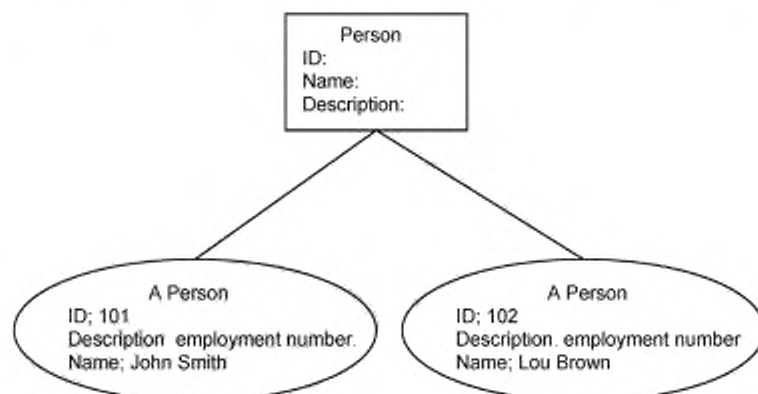 Person
ID:
Name:
Description:
A Person
ID; 101
Description employment number.
Name; John Smith
A Person
ID; 102
Description. employment number
Name; Lou Brown